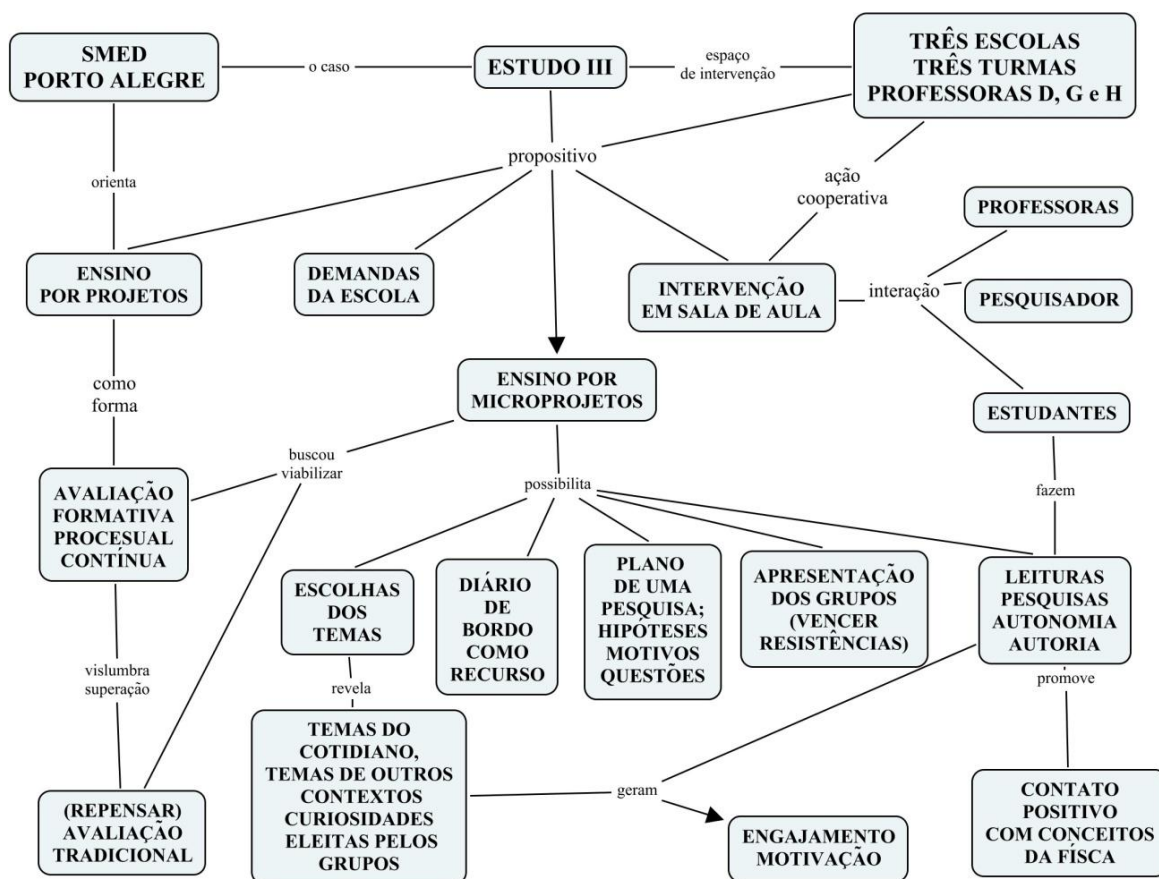 SMED
PORTO ALEGRE
o caso
ESTUDO III
espaço
de intervenção
TRÊS ESCOLAS
TRÊS TURMAS
PROFESSORAS D, G e H
propositivo
orienta
ação
cooperativa
PROFESSORAS
ENSINO
POR PROJETOS
DEMANDAS
DA ESCOLA
INTERVENÇÃO
EM SALA DE AULA
interação
PESQUISADOR
como
forma
ENSINO POR
MICROPROJETOS
ESTUDANTES
buscou
viabilizar
possibilita
fazem
AVALIAÇÃO
FORMATIVA
PROCESUAL
CONTÍNUA
ESCOLHAS
DOS
TEMAS
DIÁRIO
DE
BORDO
COMO
RECURSO
PLANO
DE UMA
PESQUISA;
HIPÓTESES
MOTIVOS
QUESTÕES
APRESENTAÇÃO
DOS GRUPOS
(VENCER
RESISTÊNCIAS)
LEITURAS
PESQUISAS
AUTONOMIA
AUTORIA
vislumbra
superação
revela
promove
TEMAS DO
COTIDIANO,
TEMAS DE OUTROS
CONTEXTOS
CURIOSIDADES
ELEITAS PELOS
GRUPOS
geram
(REPENSAR)
AVALIAÇÃO
TRADICIONAL
ENGAJAMENTO
MOTIVAÇÃO
CONTATO
POSITIVO
COM CONCEITOS
DA FÍSCA